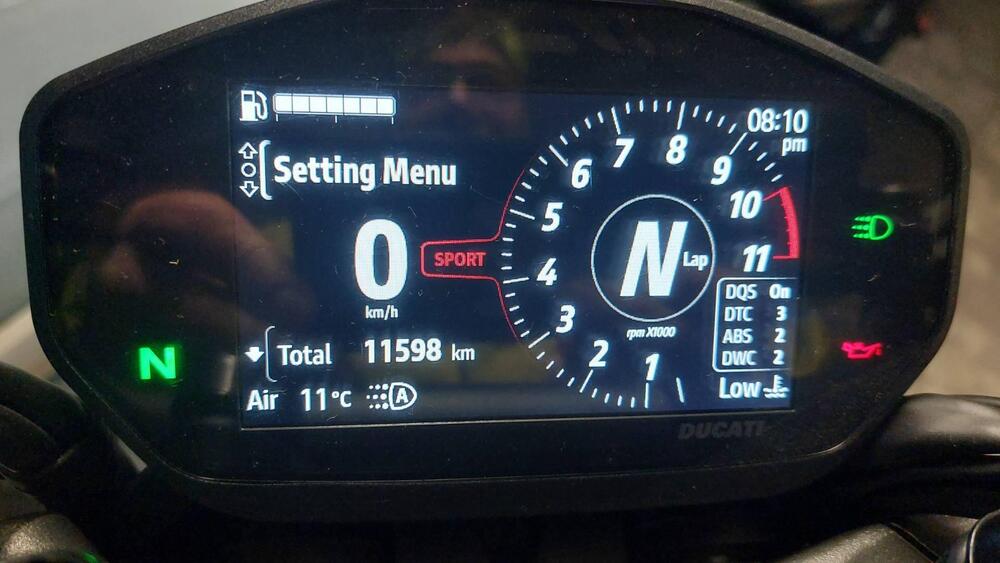 08:10
pm
Setting Menu
0
km/h
SPORT
N
Lap
rpm X1000
1
2
3
4
5
6
7
8
9
10
11
DQS On
DTC 3
ABS 2
DWC 2
Total 11598 km
Air 11°C
A
Low
N
DUCATI